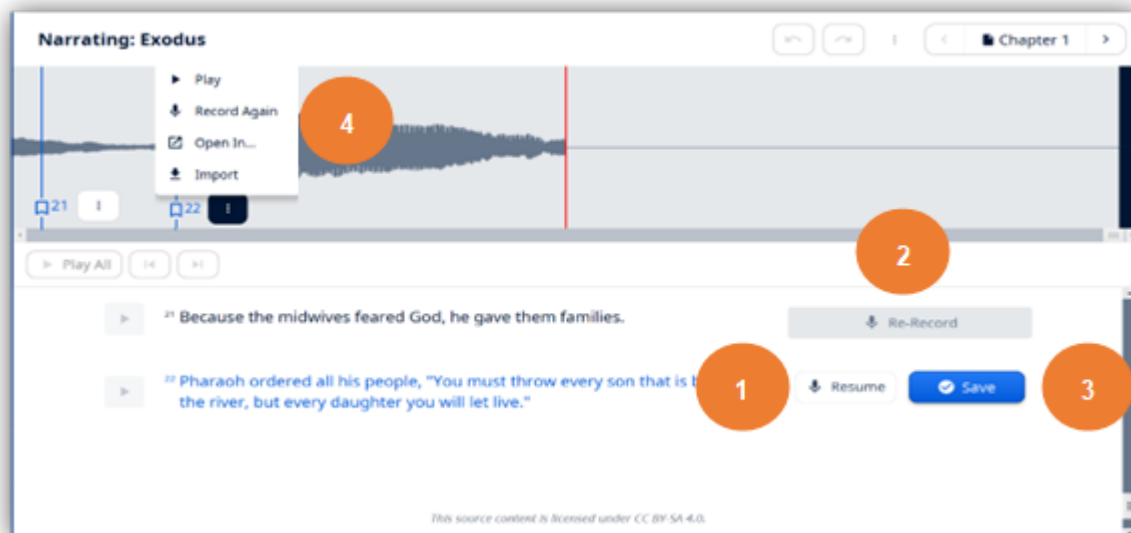 Narrating: Exodus
Chapter 1
Play
Record Again
Open In...
Import
4
21
22
Play All
2
21 Because the midwives feared God, he gave them families.
Re-Record
22 Pharaoh ordered all his people, "You must throw every son that is
the river, but every daughter you will let live."
1
Resume
Save
3
This source content is licensed under CC BY-SA 4.0.